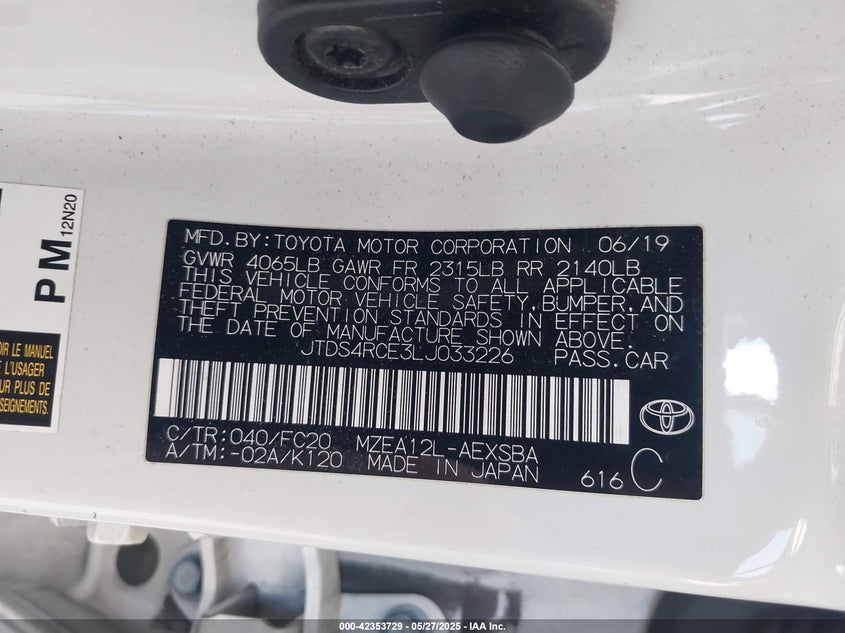 PM 12N20
OIR LE MANUEL
L'USAGER
UR PLUS DE
SEIGNEMENTS.
MFD.BY:TOYOTA MOTOR CORPORATION 06/19
GVWR 4065LB GAWR FR 2315LB RR 2140LB
THIS VEHICLE CONFORMS TO ALL APPLICABLE
FEDERAL MOTOR VEHICLE SAFETY,BUMPER,AND
THEFT PREVENTION STANDARDS IN EFFECT ON
THE DATE OF MANUFACTURE SHOWN ABOVE.
JTDS4RCE3LJ033226 PASS.CAR
C/TR:040/FC20 MZEA12L-AEXSBA
A/TM:-02A/K120 MADE IN JAPAN
616 C
000-42353729 - 05/27/2025 - IAA Inc.